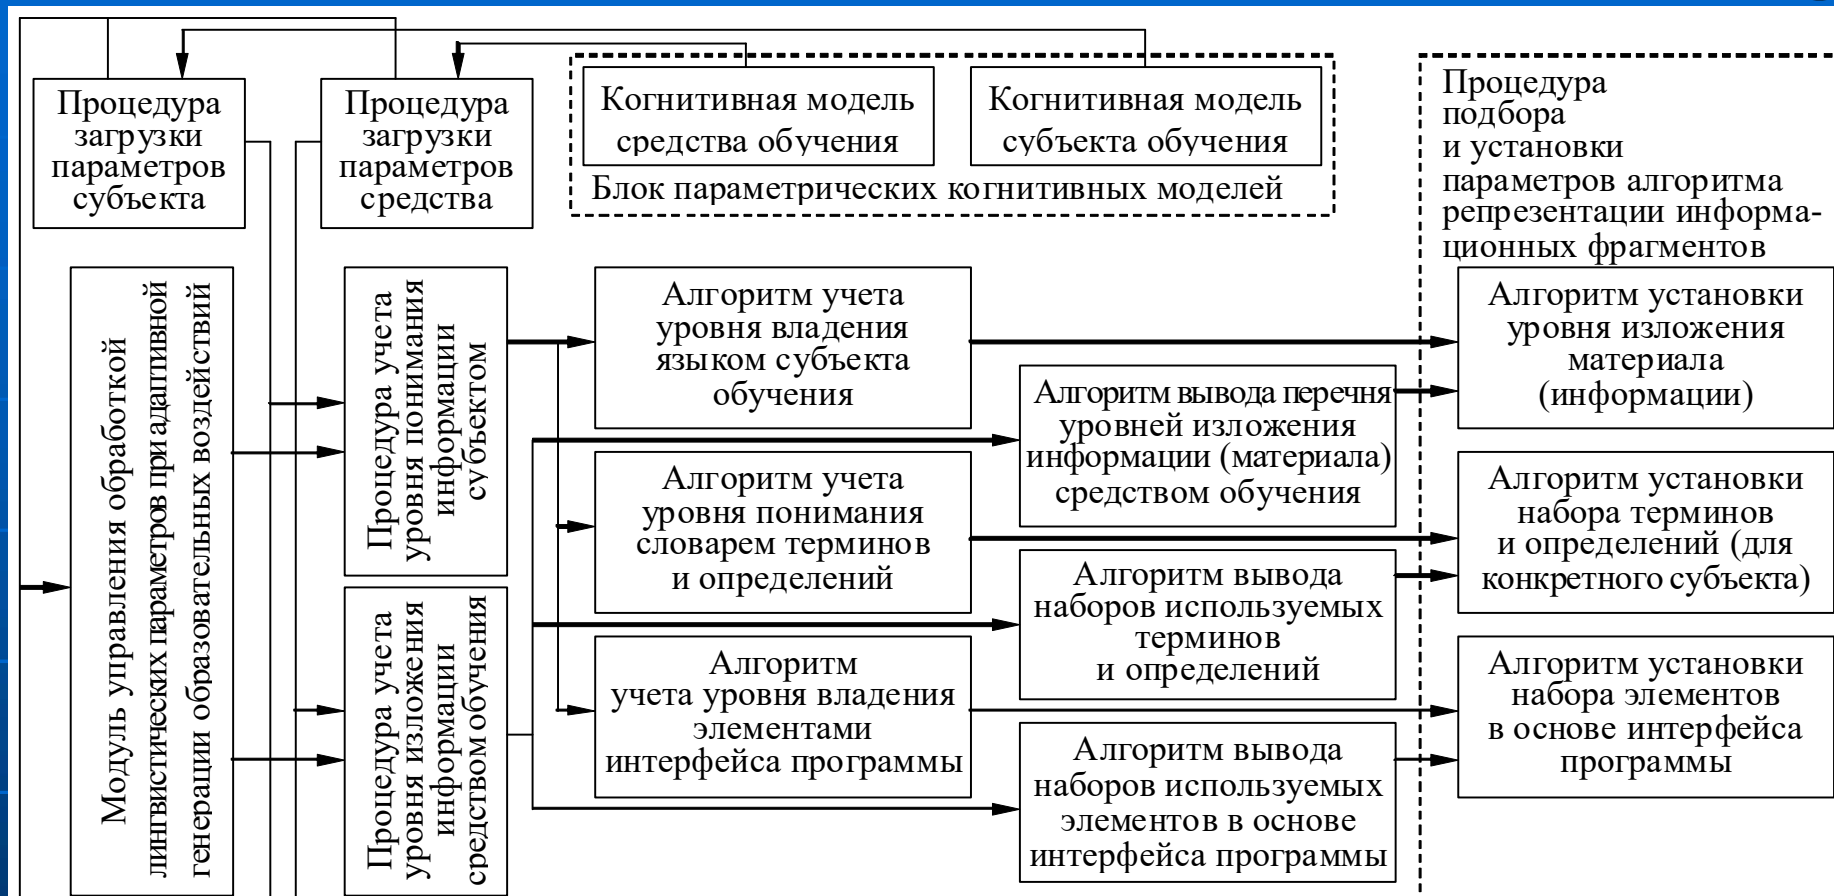 Процедура
загрузки
параметров
субъекта
Процедура
загрузки
параметров
средства
Когнитивная модель
средства обучения
Когнитивная модель
субъекта обучения
Блок параметрических когнитивных моделей
Процедура
подбора
и установки
параметров алгоритма
репрезентации информа-
ционных фрагментов
Модуль управления обработкой
лингвистических параметров при адаптивной
генерации образовательных воздействий
Процедура учета
уровня понимания
информации
субъектом
Процедура учета
уровня изложения
информации
средством обучения
Алгоритм учета
уровня владения
языком субъекта
обучения
Алгоритм учета
уровня понимания
словарем терминов
и определений
Алгоритм
учета уровня владения
элементами
интерфейса программы
Алгоритм вывода перечня
уровней изложения
информации (материала)
средством обучения
Алгоритм вывода
наборов используемых
терминов
и определений
Алгоритм вывода
наборов используемых
элементов в основе
интерфейса программы
Алгоритм установки
уровня изложения
материала
(информации)
Алгоритм установки
набора терминов
и определений (для
конкретного субъекта)
Алгоритм установки
набора элементов
в основе интерфейса
программы